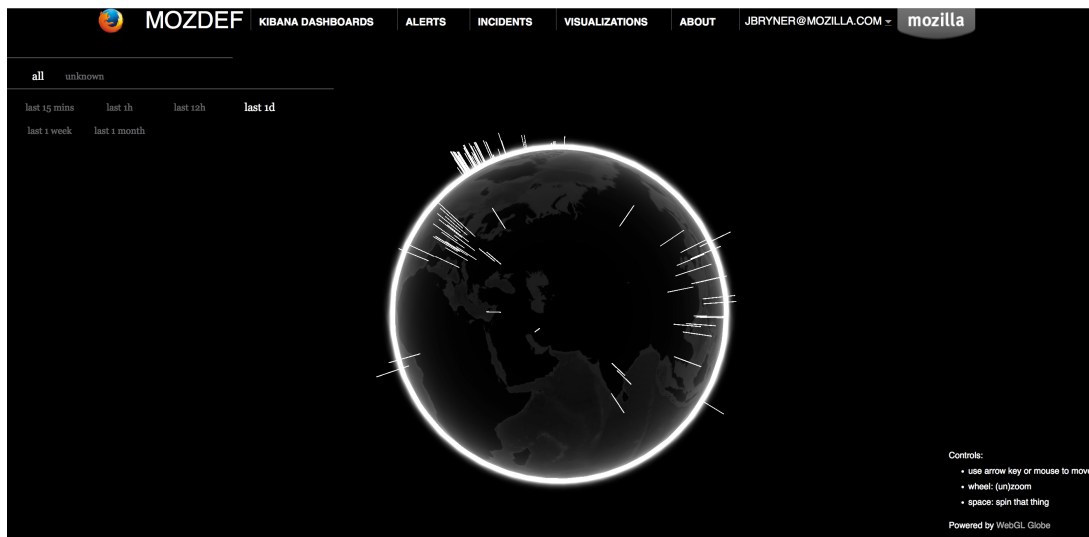 MOZDEF KIBANA DASHBOARDS ALERTS INCIDENTS VISUALIZATIONS ABOUT JBRYNER@MOZILLA.COM mozilla
all unknown
last 15 mins last 1h last 12h last 1d
last 1 week last 1 month
Controls:
• use arrow key or mouse to move
• wheel: (un)zoom
• space: spin that thing
Powered by WebGL Globe